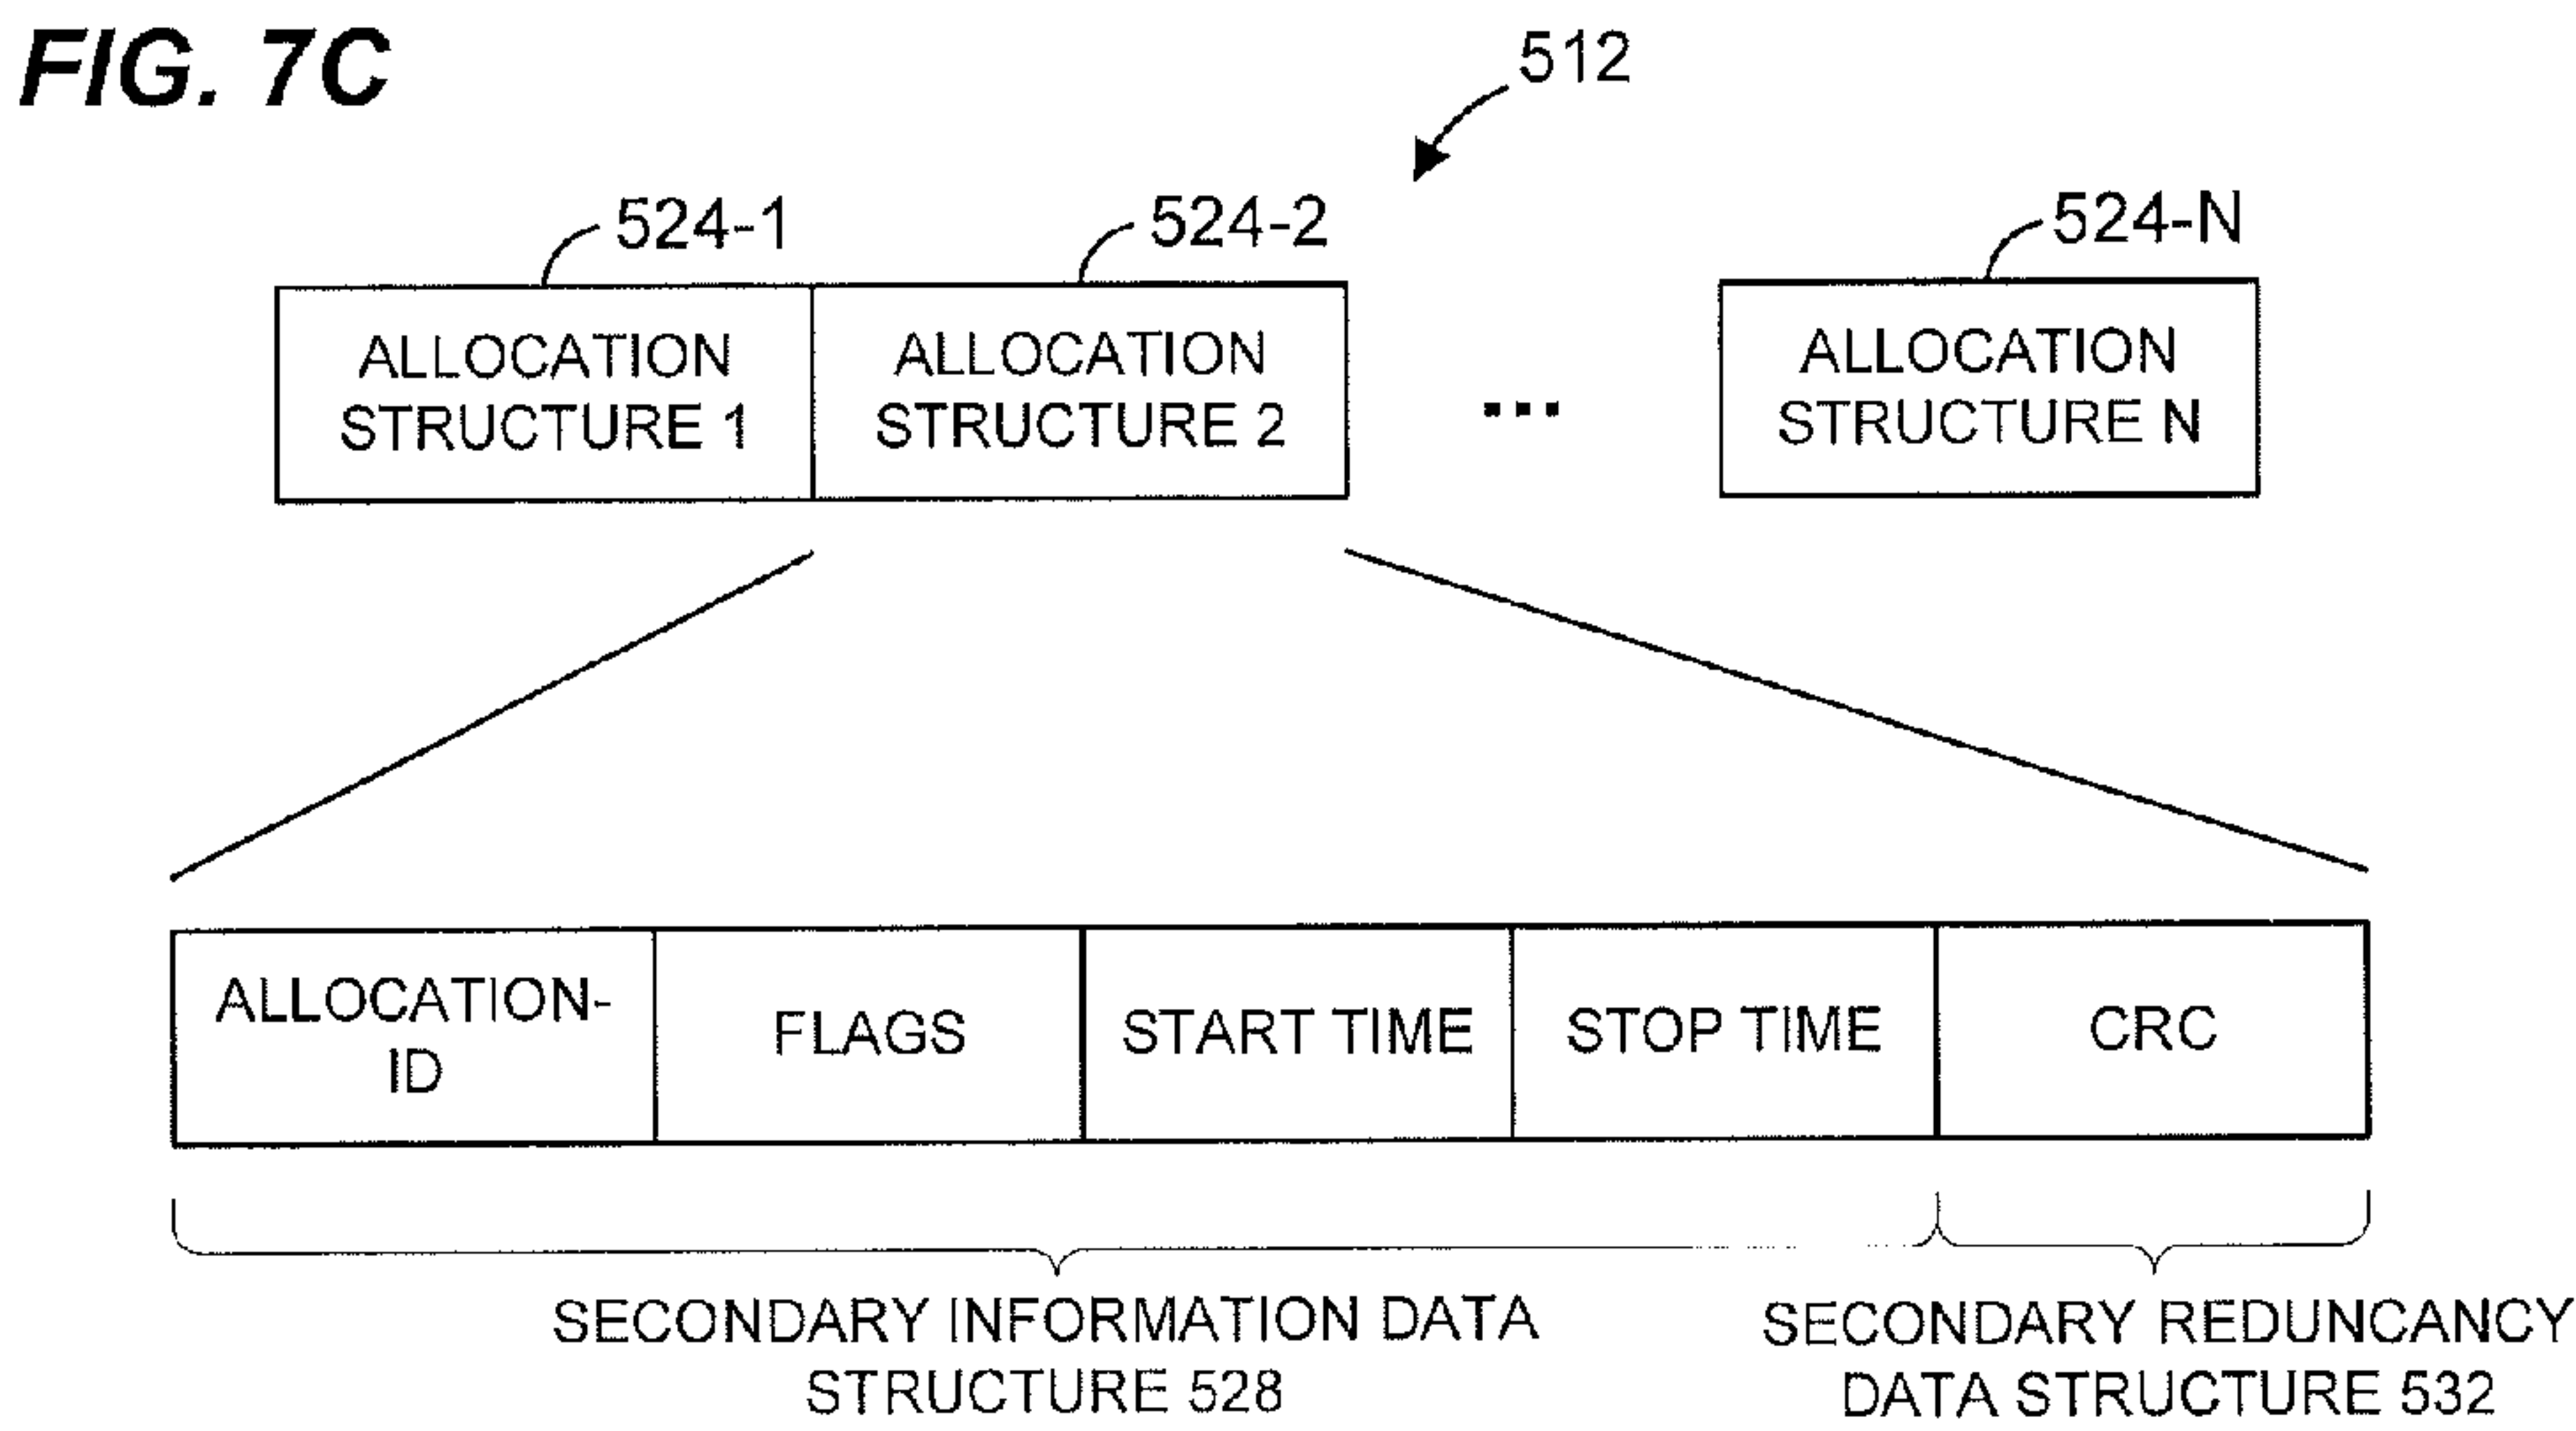 FIG. 7C
512
524-1
524-2
524-N
ALLOCATION
STRUCTURE 1
ALLOCATION
STRUCTURE 2
...
ALLOCATION
STRUCTURE N
ALLOCATION-
ID
FLAGS
START TIME
STOP TIME
CRC
SECONDARY INFORMATION DATA
STRUCTURE 528
SECONDARY REDUNCANCY
DATA STRUCTURE 532